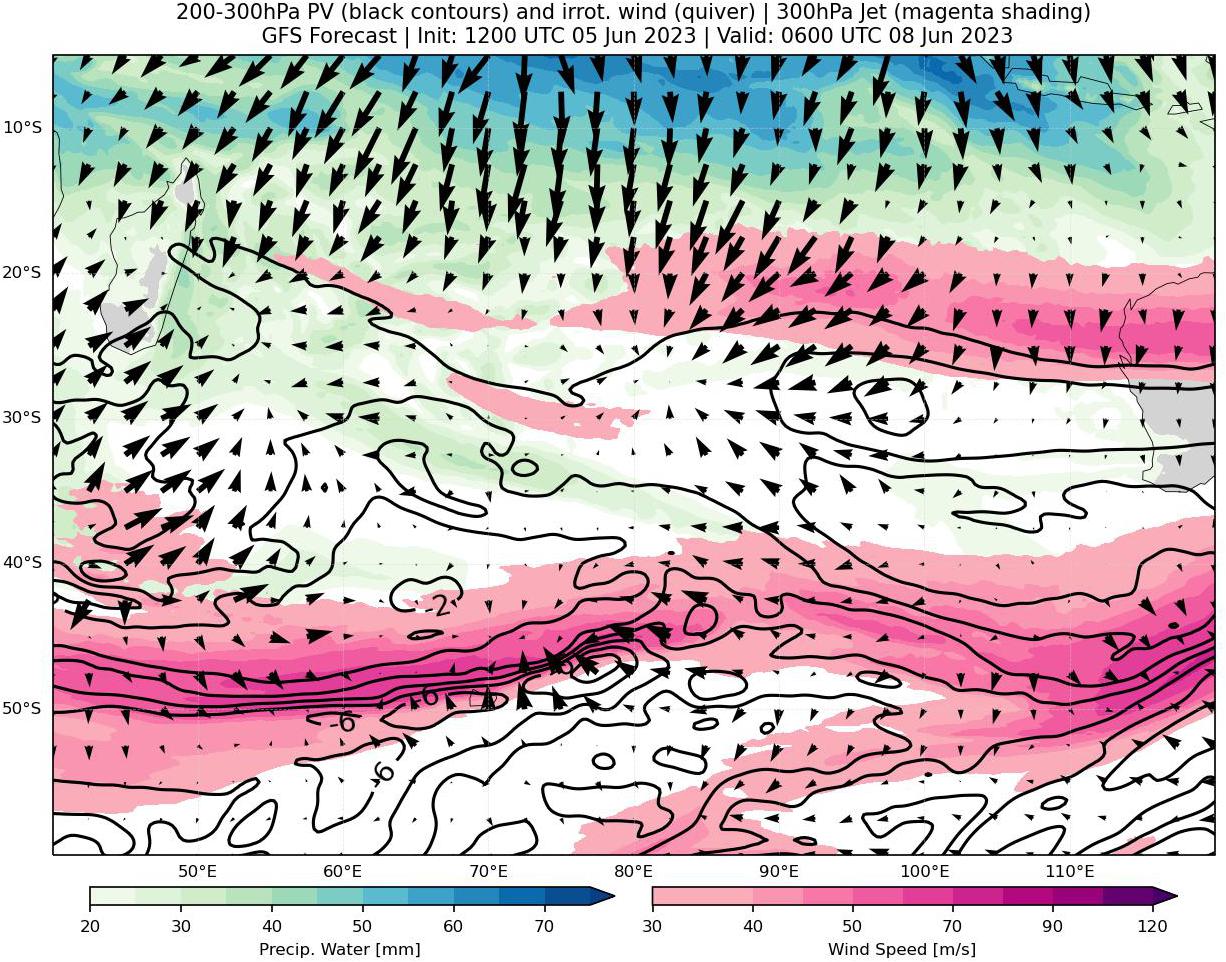 200-300hPa PV (black contours) and irrot. wind (quiver) | 300hPa Jet (magenta shading)
GFS Forecast | Init: 1200 UTC 05 Jun 2023 | Valid: 0600 UTC 08 Jun 2023
10°S
20°S
30°S
40°S
50°S
-2
-6
-6
-6
50°E 60°E 70°E 80°E 90°E 100°E 110°E
20 30 40 50 60 70
Precip. Water [mm]
30 40 50 70 90 120
Wind Speed [m/s]